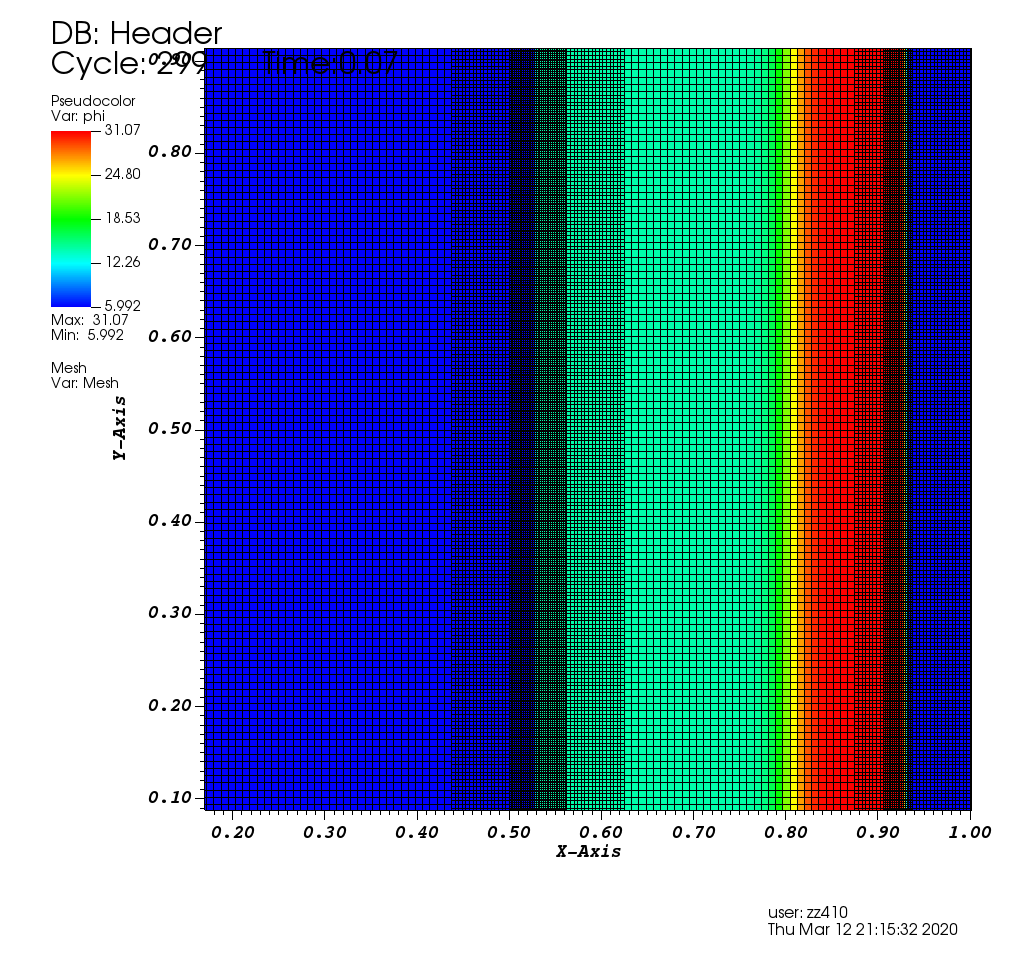 DB: Header
Cycle: 299 Time:0.07
Pseudocolor
Var: phi
31.07
24.80
18.53
12.26
5.992
Max: 31.07
Min: 5.992
Mesh
Var: Mesh
Y-Axis
0.90
0.80
0.70
0.60
0.50
0.40
0.30
0.20
0.10
0.20 0.30 0.40 0.50 0.60 0.70 0.80 0.90 1.00
X-Axis
user: zz410
Thu Mar 12 21:15:32 2020